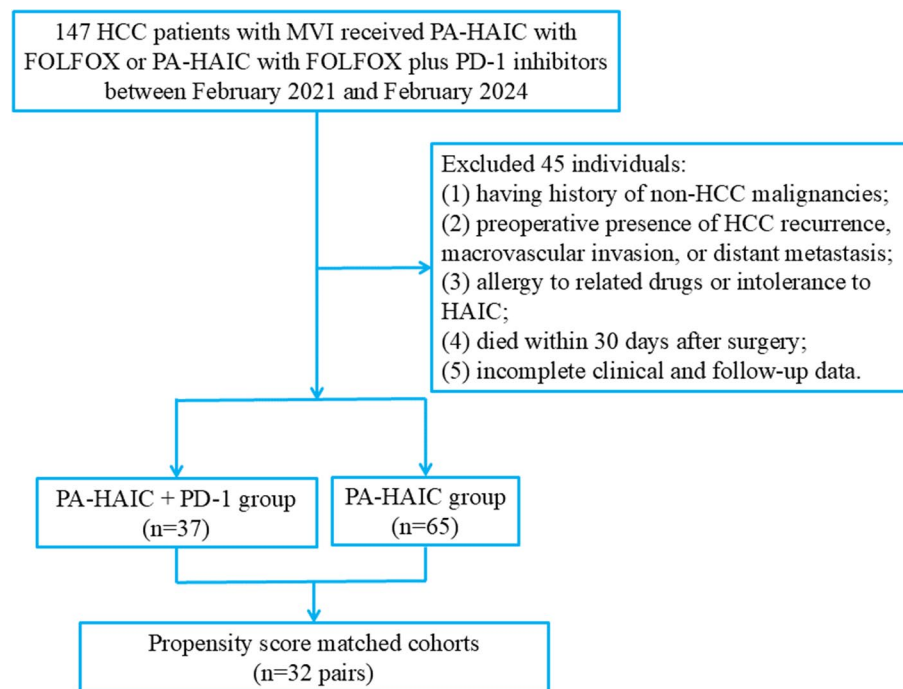 147 HCC patients with MVI received PA-HAIC with
FOLFOX or PA-HAIC with FOLFOX plus PD-1 inhibitors
between February 2021 and February 2024
Excluded 45 individuals:
(1) having history of non-HCC malignancies;
(2) preoperative presence of HCC recurrence,
macrovascular invasion, or distant metastasis;
(3) allergy to related drugs or intolerance to
HAIC;
(4) died within 30 days after surgery;
(5) incomplete clinical and follow-up data.
PA-HAIC + PD-1 group
(n=37)
PA-HAIC group
(n=65)
Propensity score matched cohorts
(n=32 pairs)